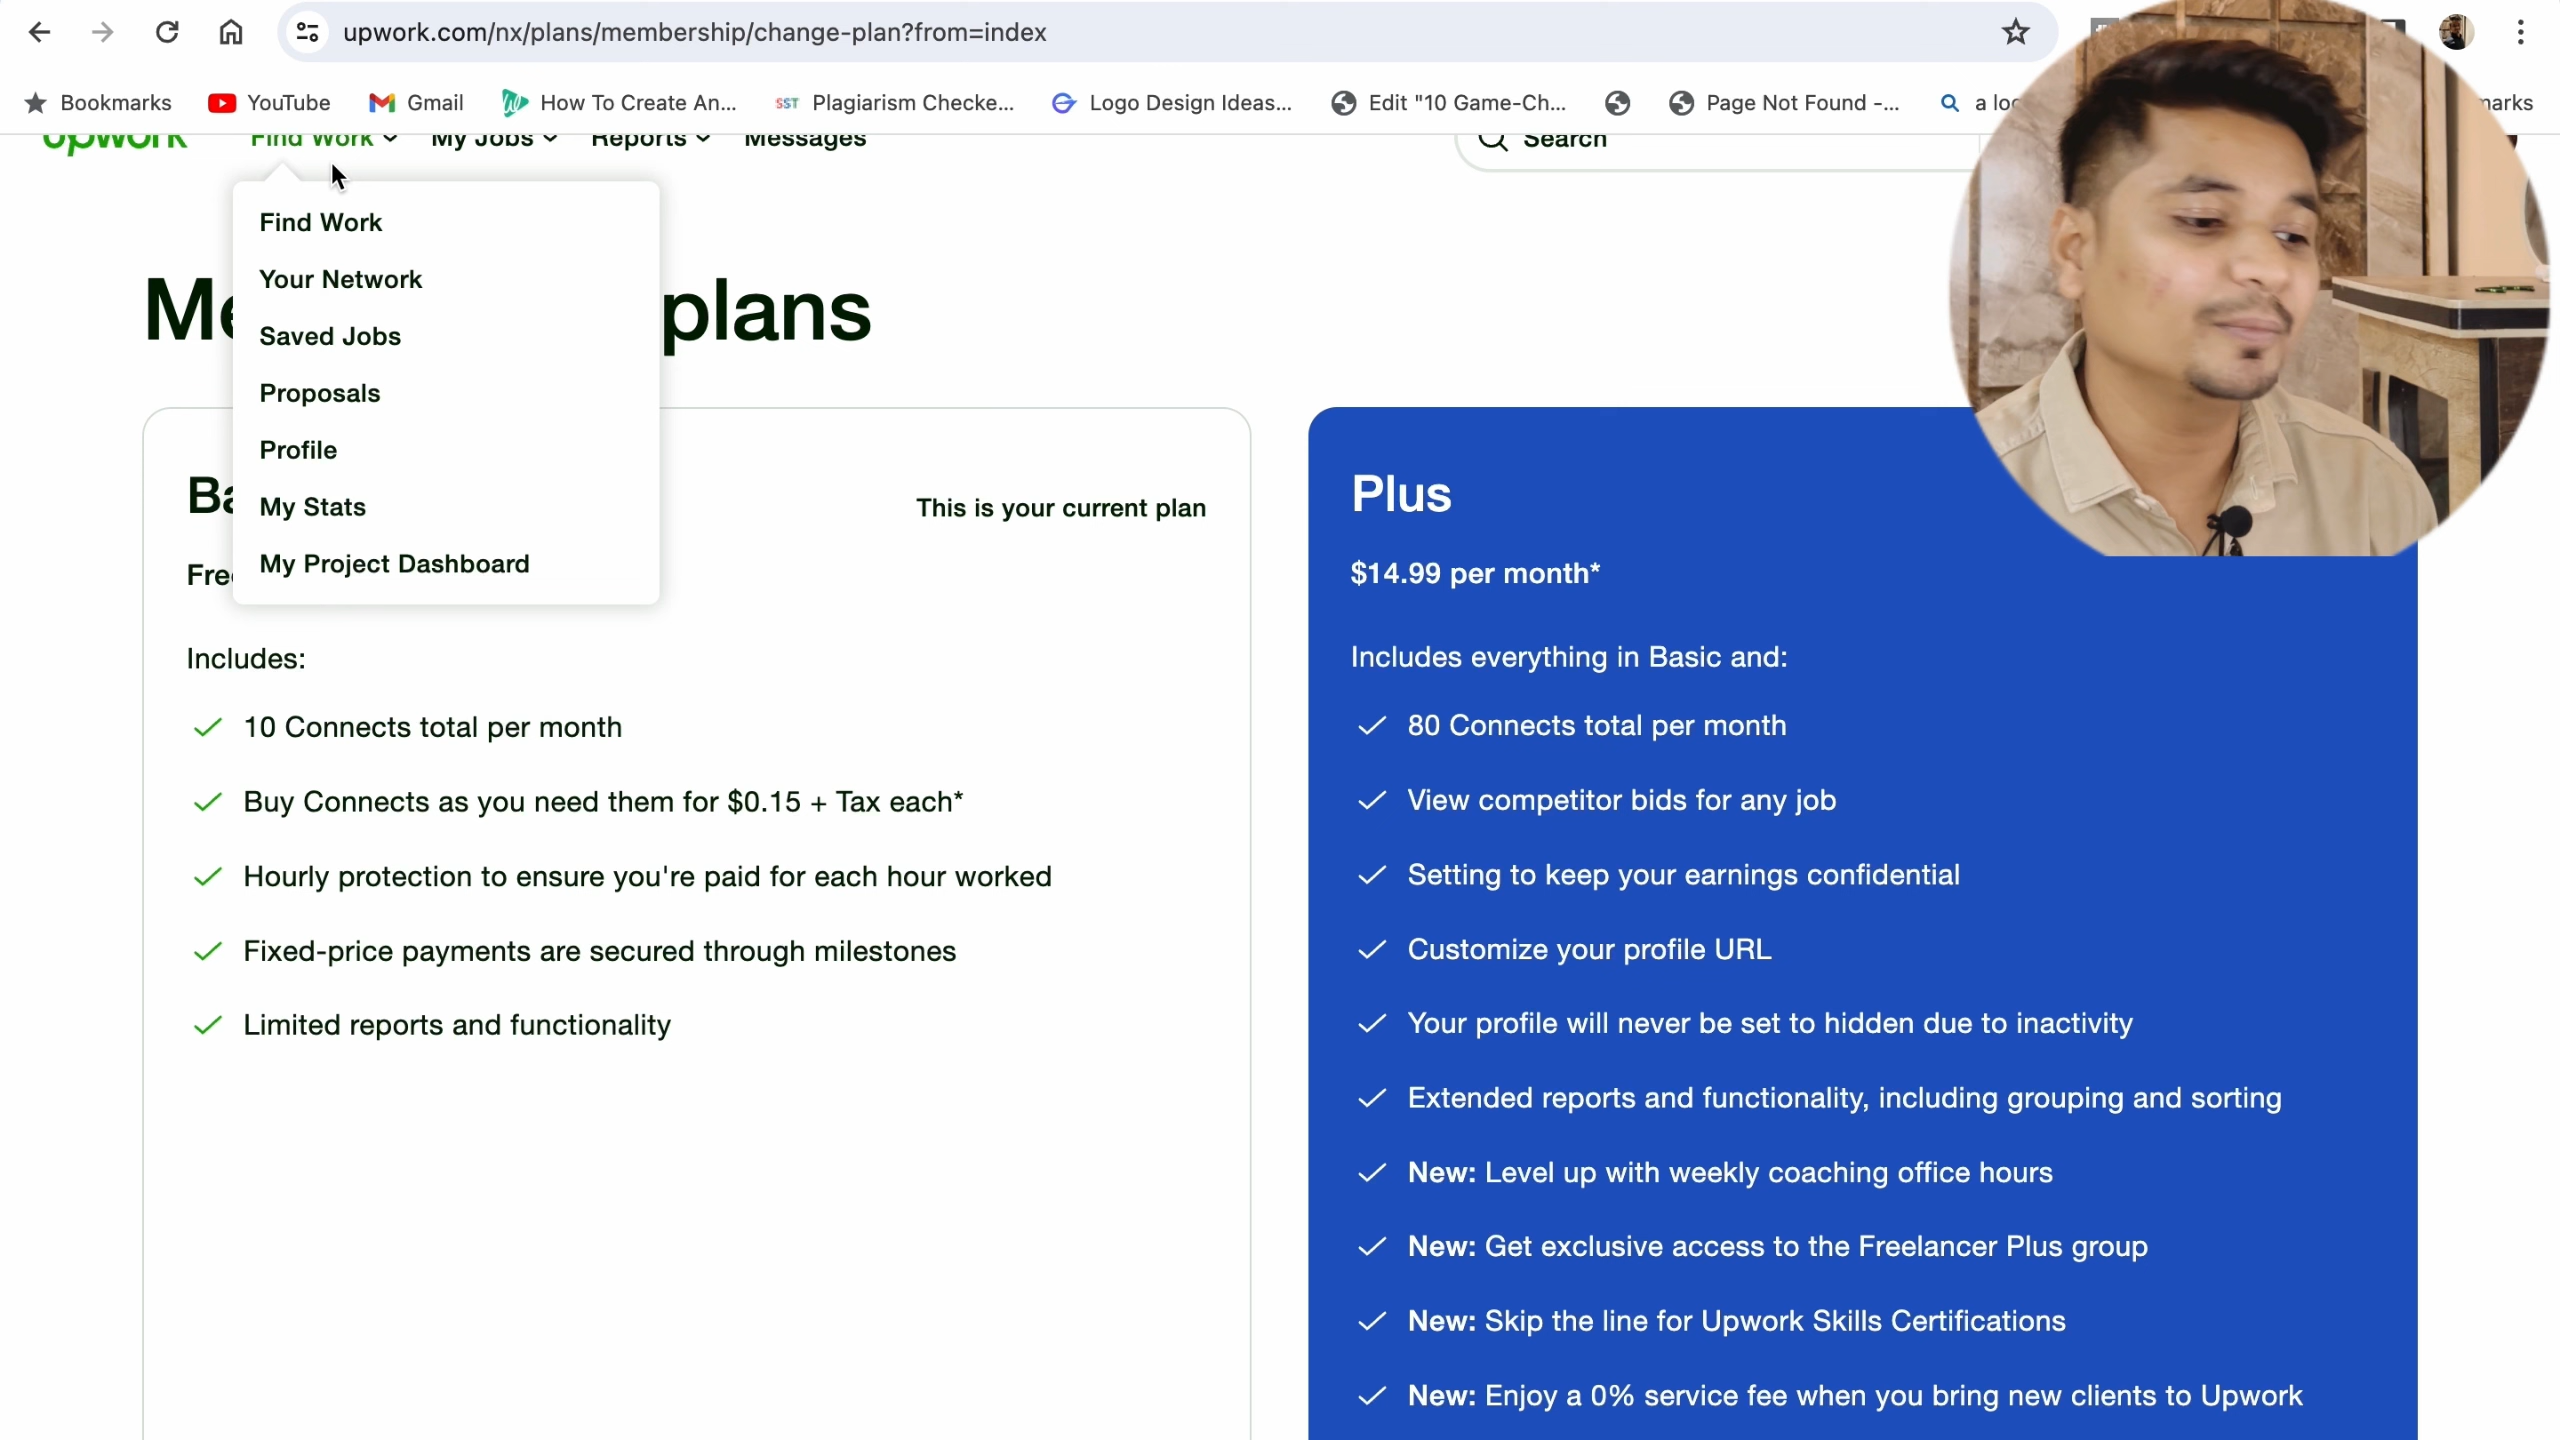 upwork.com/nx/plans/membership/change-plan?from=index
Bookmarks YouTube Gmail How To Create An... SST Plagiarism Checke... Logo Design Ideas... Edit "10 Game-Ch... Page Not Found -... a loc
upwork Find Work My Jobs Reports Messages Search
Find Work
Your Network
Saved Jobs
Proposals
Profile
My Stats
My Project Dashboard
plans
This is your current plan
Includes:
10 Connects total per month
Buy Connects as you need them for $0.15 + Tax each*
Hourly protection to ensure you're paid for each hour worked
Fixed-price payments are secured through milestones
Limited reports and functionality
Plus
$14.99 per month*
Includes everything in Basic and:
80 Connects total per month
View competitor bids for any job
Setting to keep your earnings confidential
Customize your profile URL
Your profile will never be set to hidden due to inactivity
Extended reports and functionality, including grouping and sorting
New: Level up with weekly coaching office hours
New: Get exclusive access to the Freelancer Plus group
New: Skip the line for Upwork Skills Certifications
New: Enjoy a 0% service fee when you bring new clients to Upwork